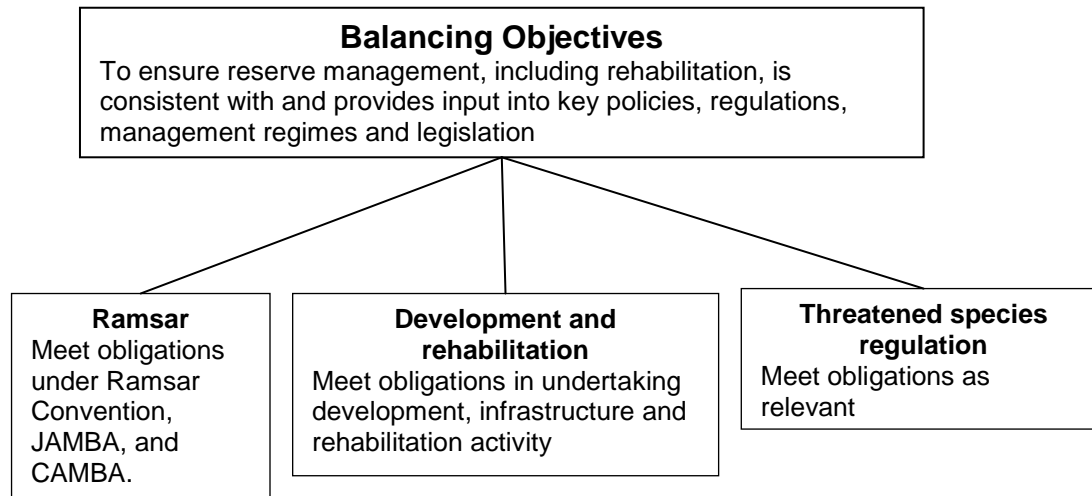 Balancing Objectives
To ensure reserve management, including rehabilitation, is
consistent with and provides input into key policies, regulations,
management regimes and legislation
Ramsar
Meet obligations
under Ramsar
Convention,
JAMBA, and
CAMBA.
Development and
rehabilitation
Meet obligations in undertaking
development, infrastructure and
rehabilitation activity
Threatened species
regulation
Meet obligations as
relevant